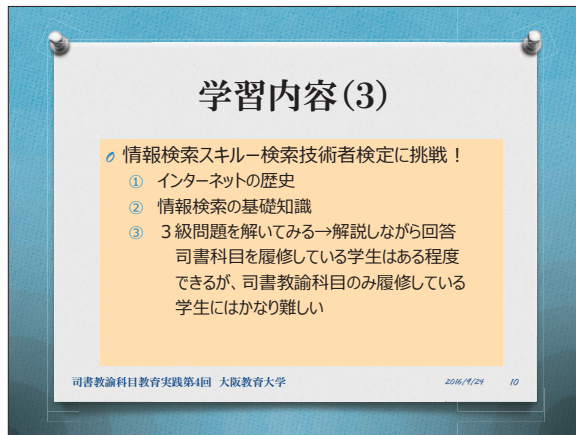 学習内容(3)
情報検索スキルー検索技術者検定に挑戦！
① インターネットの歴史
② 情報検索の基礎知識
③ ３級問題を解いてみる→解説しながら回答
司書科目を履修している学生はある程度
できるが、司書教諭科目のみ履修している
学生にはかなり難しい
司書教諭科目教育実践第4回 大阪教育大学 2016/9/24 10